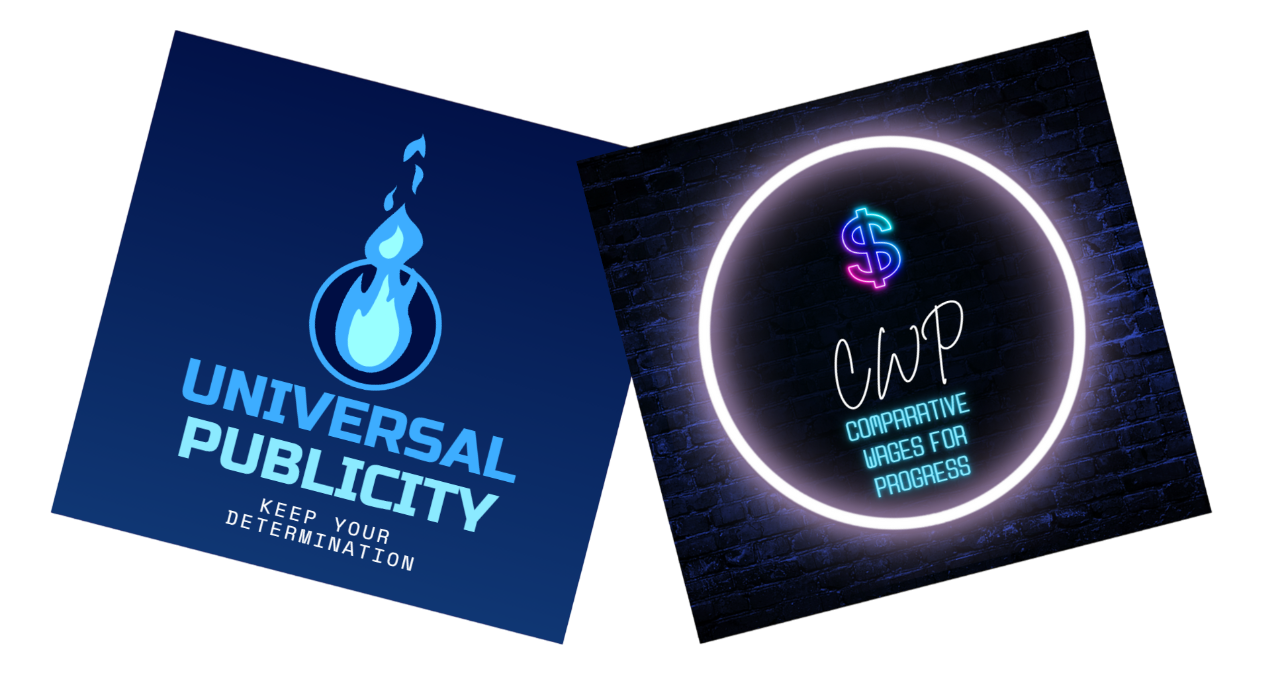 UNIVERSAL
PUBLICITY
KEEP YOUR
DETERMINATION
$
CWP
COMPARATIVE
WAGES FOR
PROGRESS